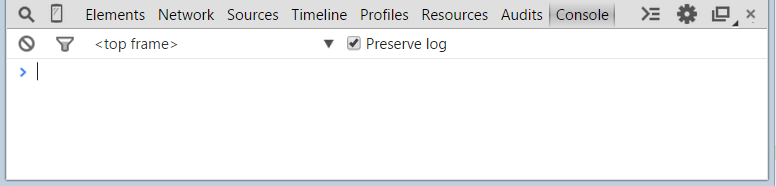 Elements Network Sources Timeline Profiles Resources Audits Console
<top frame> Preserve log